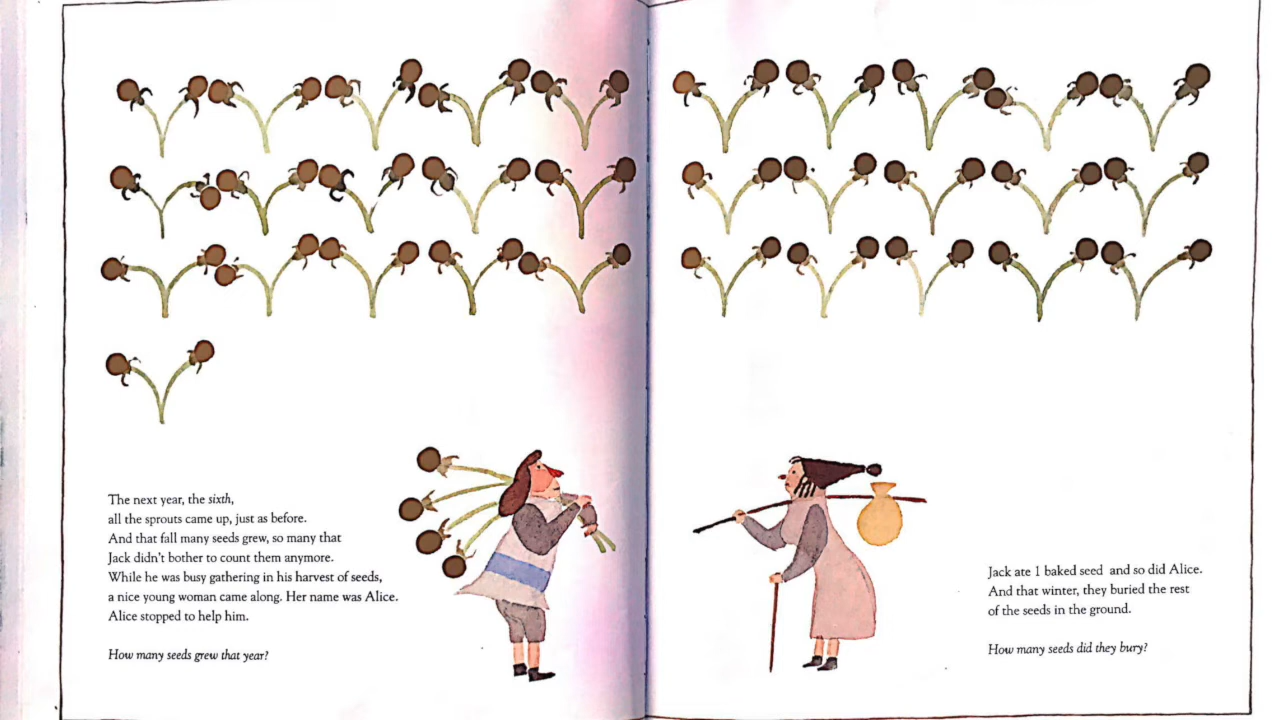 The next year, the sixth,
all the sprouts came up, just as before.
And that fall many seeds grew, so many that
Jack didn't bother to count them anymore.
While he was busy gathering in his harvest of seeds,
a nice young woman came along. Her name was Alice.
Alice stopped to help him.
How many seeds grew that year?
Jack ate 1 baked seed and so did Alice.
And that winter, they buried the rest
of the seeds in the ground.
How many seeds did they bury?